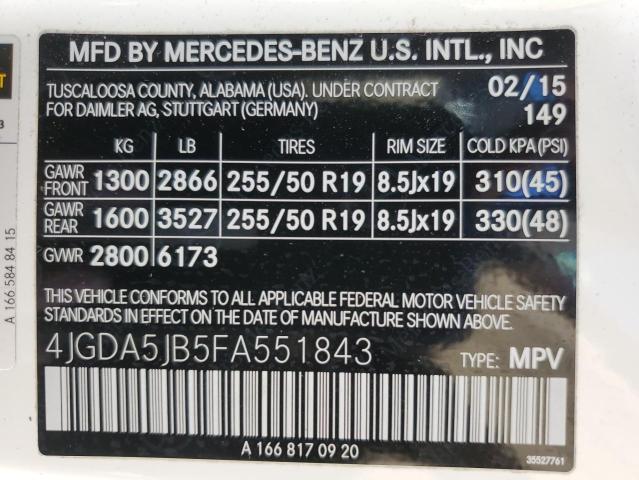 MFD BY MERCEDES-BENZ U.S. INTL., INC
TUSCALOOSA COUNTY, ALABAMA (USA). UNDER CONTRACT 02/15
FOR DAIMLER AG, STUTTGART (GERMANY) 149
KG LB TIRES RIM SIZE COLD KPA(PSI)
GAWR FRONT 1300 2866 255/50 R19 8.5Jx19 310(45)
GAWR REAR 1600 3527 255/50 R19 8.5Jx19 330(48)
GVWR 2800 6173
THIS VEHICLE CONFORMS TO ALL APPLICABLE FEDERAL MOTOR VEHICLE SAFETY
STANDARDS IN EFFECT ON THE DATE OF MANUFACTURE SHOWN ABOVE.
4JGDA5JB5FA551843 TYPE: MPV
A 166 817 09 20
35527761
A 166 584 84 15